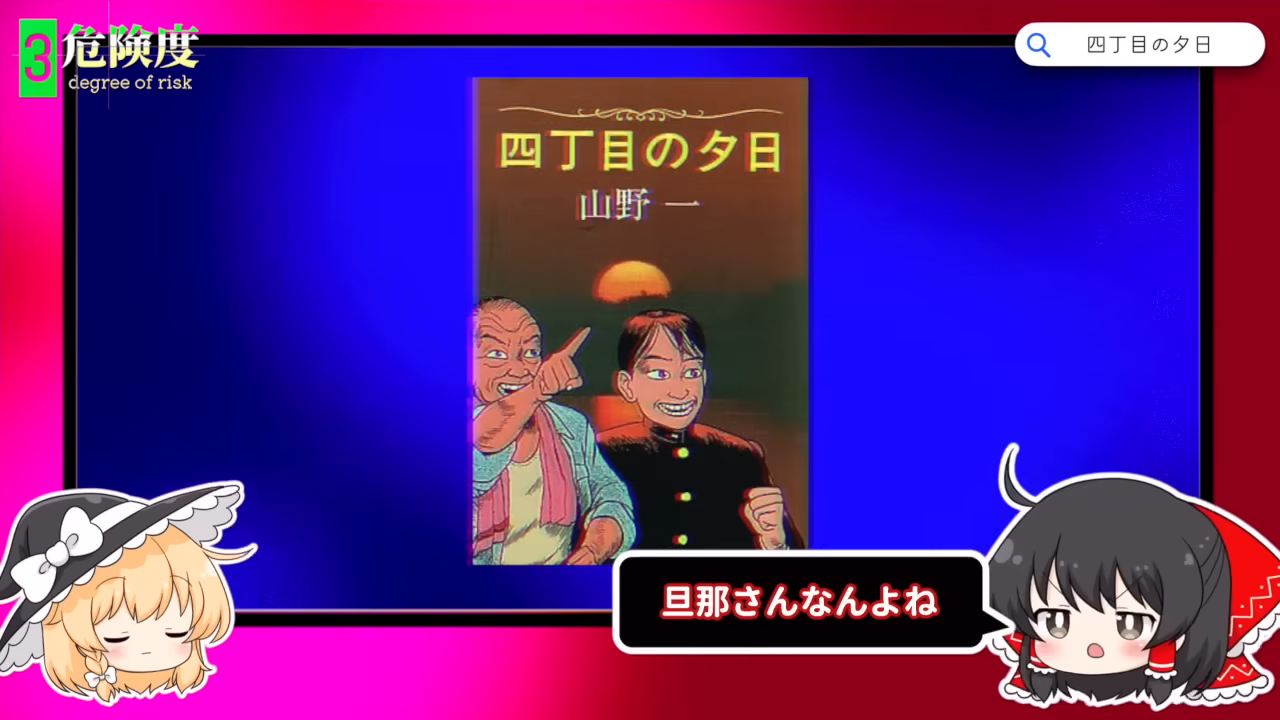 3
危険度
degree of risk
四丁目の夕日
四丁目の夕日
山野 一
旦那さんなんよね